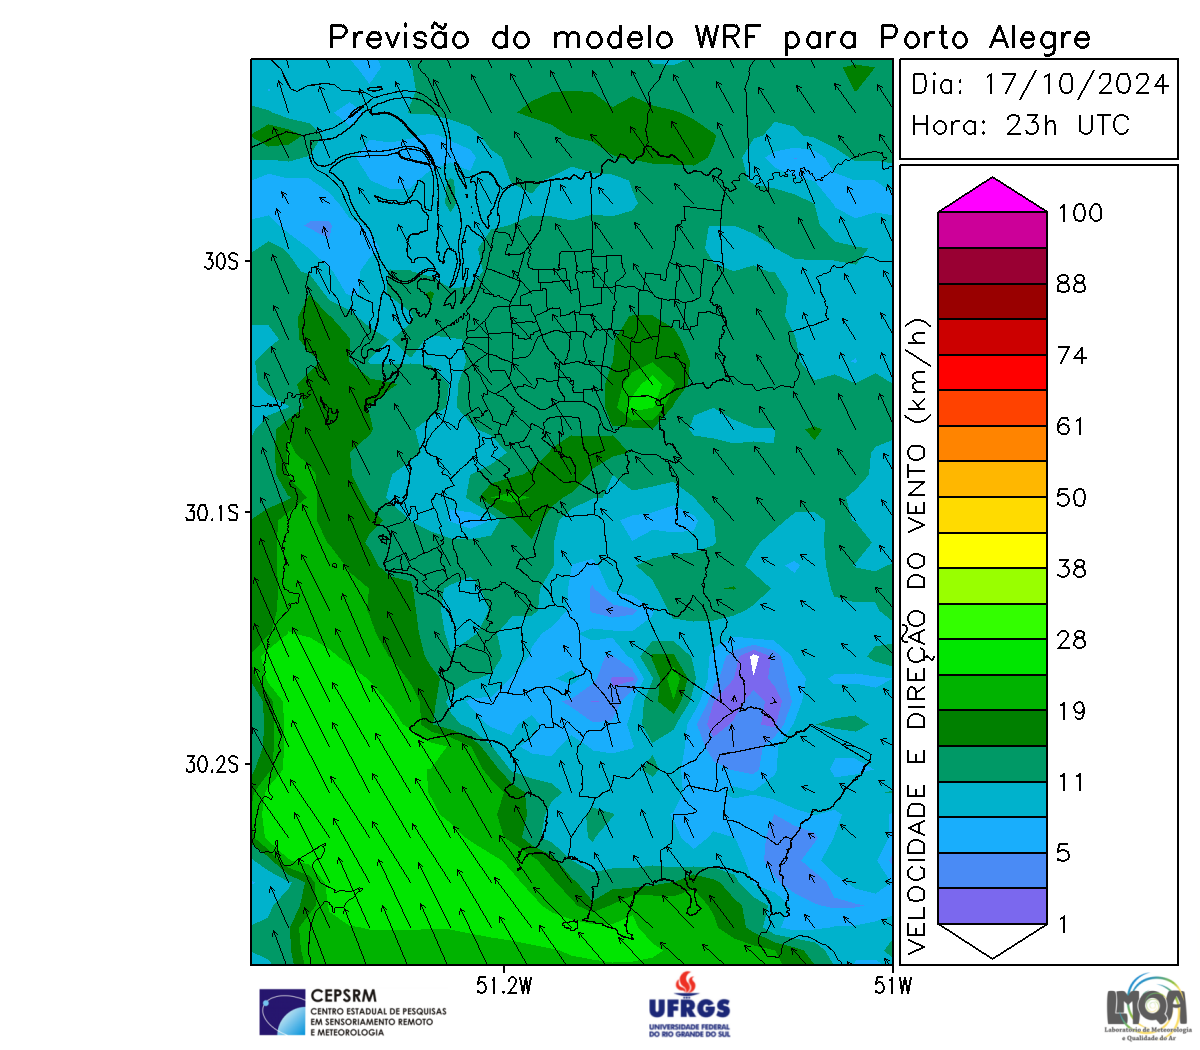 Previsão do modelo WRF para Porto Alegre
Dia: 17/10/2024
Hora: 23h UTC
100
88
74
61
50
38
28
19
11
5
1
VELOCIDADE E DIREÇÃO DO VENTO (km/h)
30S
30.1S
30.2S
51.2W
51W
CEPSRM
CENTRO ESTADUAL DE PESQUISAS
EM SENSORIAMENTO REMOTO
E METEOROLOGIA
UFRGS
UNIVERSIDADE FEDERAL
DO RIO GRANDE DO SUL
LMQA
Laboratório de Meteorologia
e Qualidade do Ar